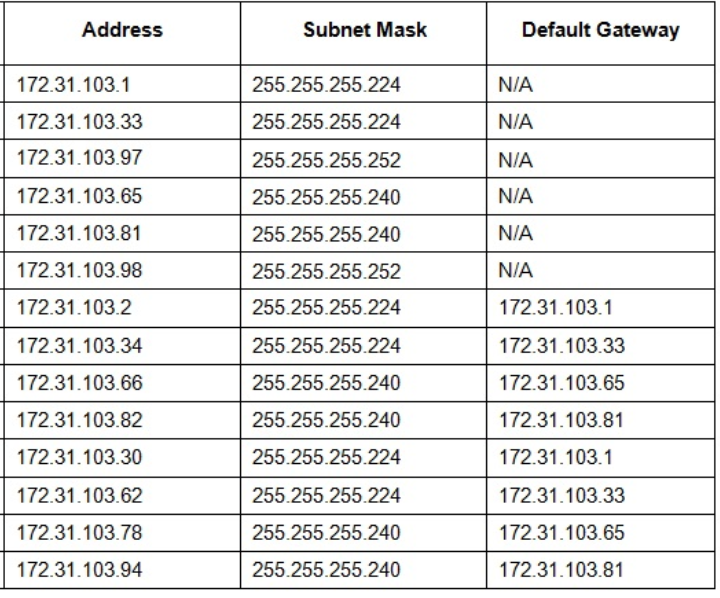 Address Subnet Mask Default Gateway
172.31.103.1 255.255.255.224 N/A
172.31.103.33 255.255.255.224 N/A
172.31.103.97 255.255.255.252 N/A
172.31.103.65 255.255.255.240 N/A
172.31.103.81 255.255.255.240 N/A
172.31.103.98 255.255.255.252 N/A
172.31.103.2 255.255.255.224 172.31.103.1
172.31.103.34 255.255.255.224 172.31.103.33
172.31.103.66 255.255.255.240 172.31.103.65
172.31.103.82 255.255.255.240 172.31.103.81
172.31.103.30 255.255.255.224 172.31.103.1
172.31.103.62 255.255.255.224 172.31.103.33
172.31.103.78 255.255.255.240 172.31.103.65
172.31.103.94 255.255.255.240 172.31.103.81